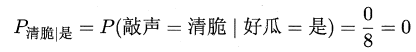 P清脆|是 = P(敲声 = 清脆 | 好瓜 = 是) = 0/8 = 0